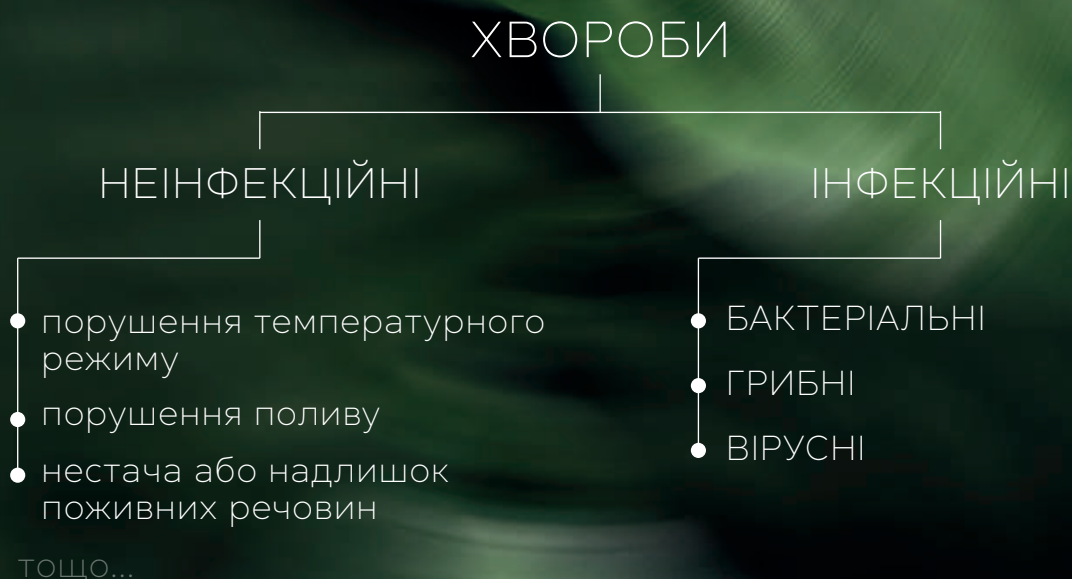 ХВОРОБИ
НЕІНФЕКЦІЙНІ
порушення температурного
режиму
порушення поливу
нестача або надлишок
поживних речовин
тощо...
ІНФЕКЦІЙНІ
БАКТЕРІАЛЬНІ
ГРИБНІ
ВІРУСНІ